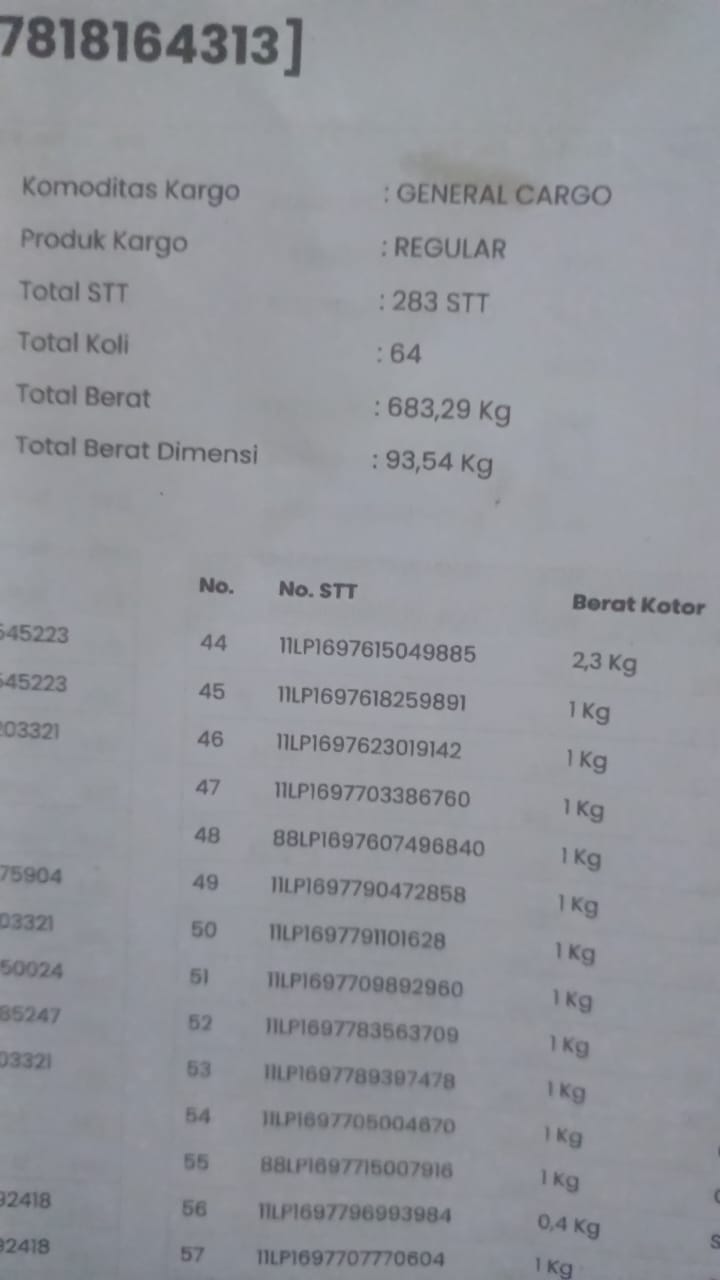 7818164313]
Komoditas Kargo : GENERAL CARGO
Produk Kargo : REGULAR
Total STT : 283 STT
Total Koli : 64
Total Berat : 683,29 Kg
Total Berat Dimensi : 93,54 Kg
No. No. STT Berat Kotor
545223 44 11LP1697615049885 2,3 Kg
545223 45 11LP1697618259891 1 Kg
203321 46 11LP1697623019142 1 Kg
47 11LP1697703386760 1 Kg
48 88LP1697607496840 1 Kg
75904 49 11LP1697790472858 1 Kg
03321 50 11LP1697791101628 1 Kg
50024 51 11LP1697709892960 1 Kg
85247 52 11LP1697783563709 1 Kg
03321 53 11LP1697789397478 1 Kg
54 11LP1697705004670 1 Kg
55 88LP1697715007916 1 Kg
92418 56 11LP1697796993984 0,4 Kg
92418 57 11LP1697707770604 1 Kg